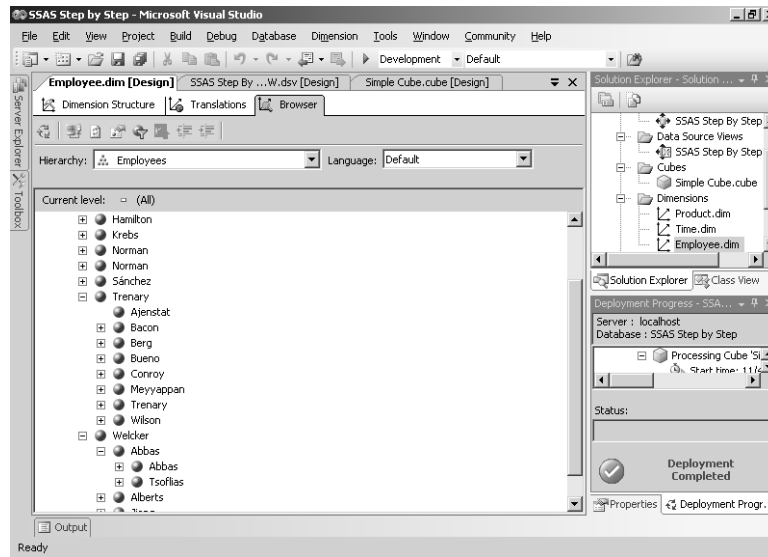 SSAS Step by Step - Microsoft Visual Studio
File Edit View Project Build Debug Database Dimension Tools Window Community Help
Development Default
Employee.dim [Design] SSAS Step By ...W.dsv [Design] Simple Cube.cube [Design]
Dimension Structure Translations Browser
Hierarchy: Employees Language: Default
Current level: (All)
Hamilton
Krebs
Norman
Norman
Sánchez
Trenary
Ajenstat
Bacon
Berg
Bueno
Conroy
Meyyappan
Trenary
Wilson
Welcker
Abbas
Abbas
Tsoflias
Alberts
Server Explorer
Toolbox
Solution Explorer - Solution ...
SSAS Step By Step
Data Source Views
SSAS Step By Step
Cubes
Simple Cube.cube
Dimensions
Product.dim
Time.dim
Employee.dim
Solution Explorer Class View
Deployment Progress - SSA...
Server : localhost
Database : SSAS Step by Step
Processing Cube 'Si
Start time: 11/
Status:
Deployment
Completed
Properties Deployment Progr.
Output
Ready